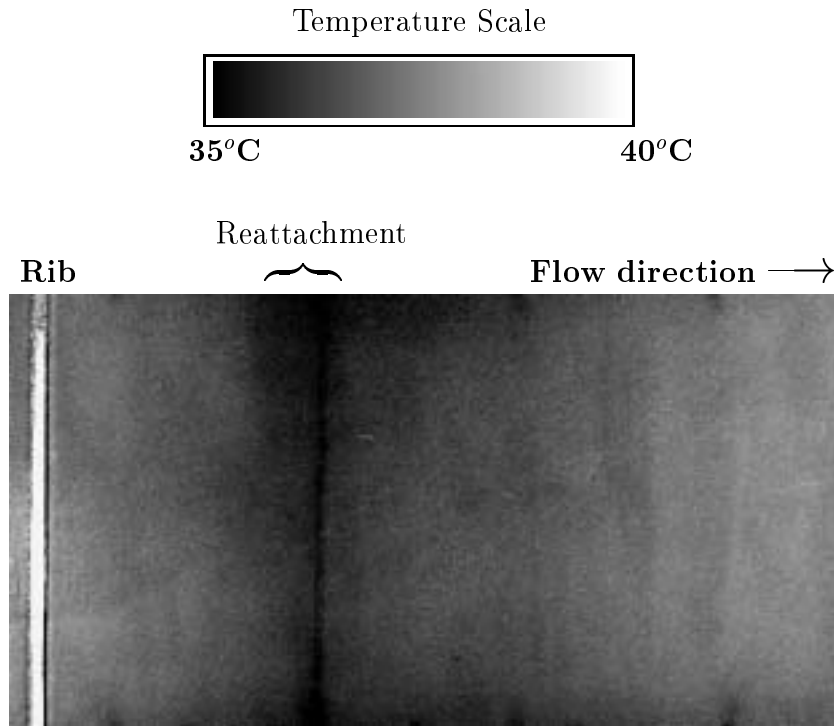 Temperature Scale
35°C 40°C
Reattachment
Rib Flow direction →